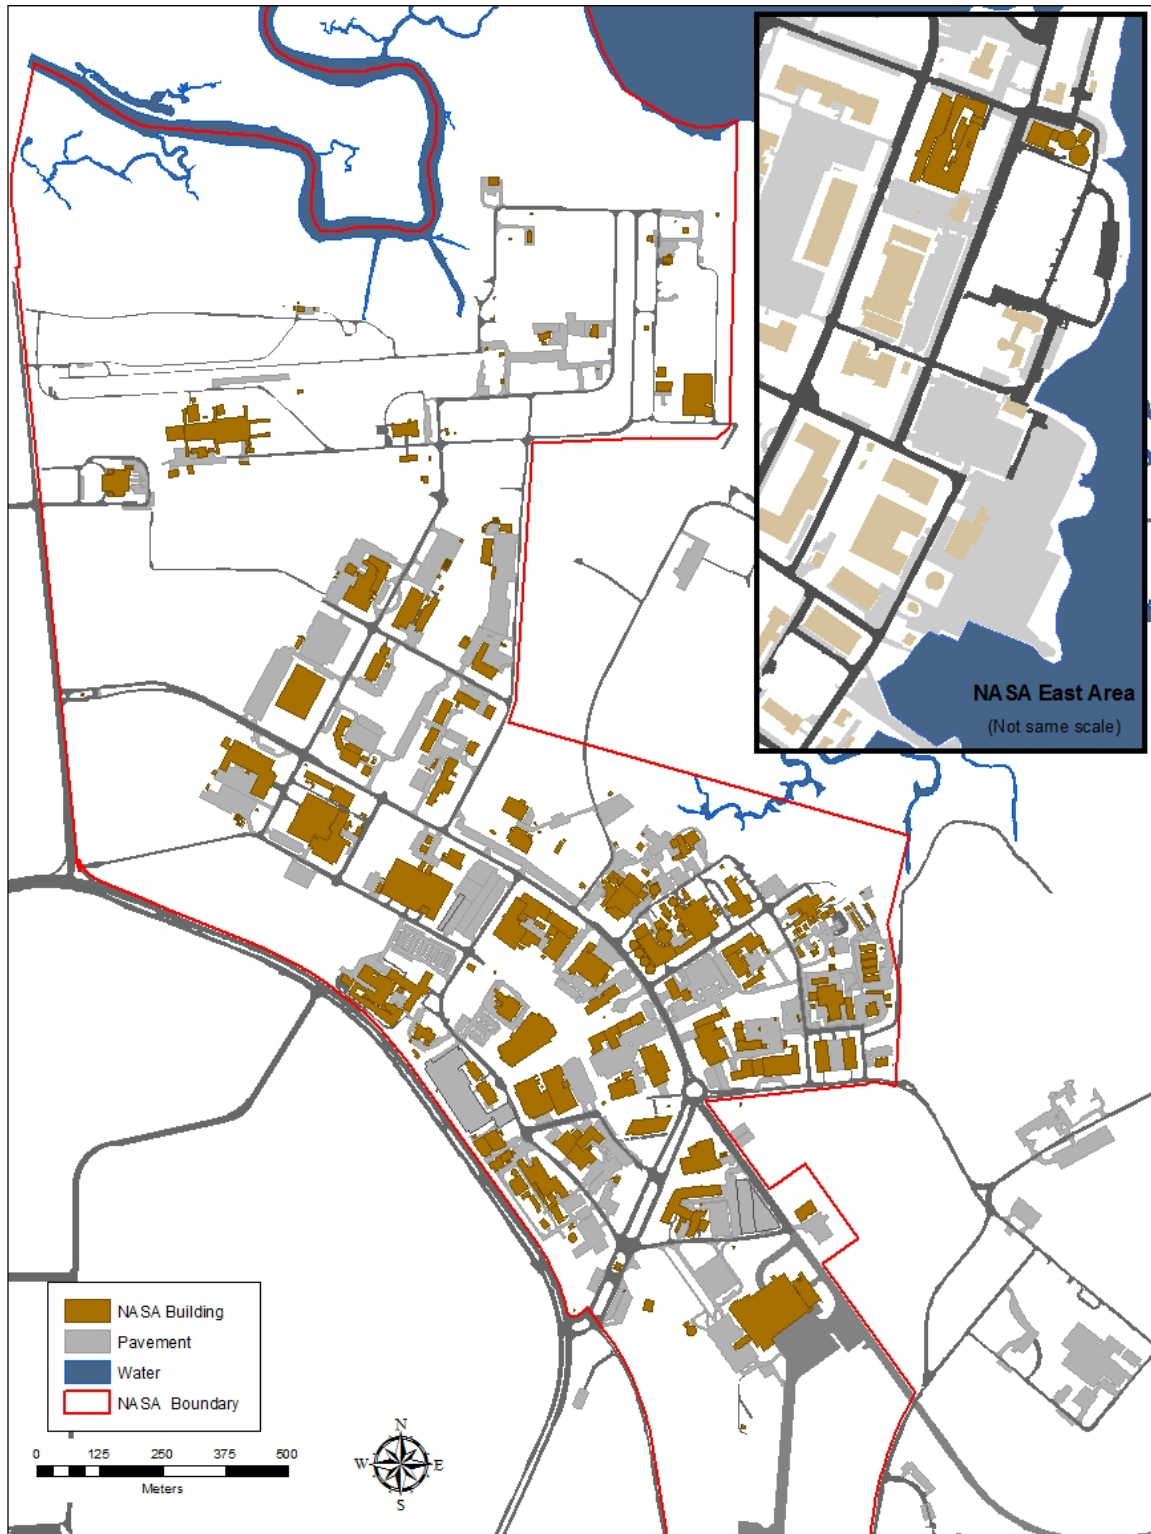 NASA East Area
(Not same scale)
NASA Building
Pavement
Water
NASA Boundary
0 125 250 375 500
Meters
N
W E
S